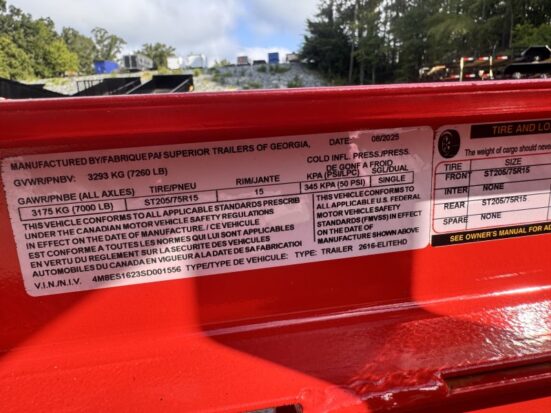 MANUFACTURED BY/FABRIQUE PAR SUPERIOR TRAILERS OF GEORGIA, DATE: 08/2025
GVWR/PNBV: 3293 KG (7260 LB)
COLD INFL. PRESS./PRESS. DE GONF A FROID
GAWR/PNBE (ALL AXLES) TIRE/PNEU RIM/JANTE KPA (PSI/LPC) SGL/DUAL
3175 KG (7000 LB) ST205/75R15 15 345 KPA (50 PSI) SINGLE
THIS VEHICLE CONFORMS TO ALL APPLICABLE STANDARDS PRESCRIB
UNDER THE CANADIAN MOTOR VEHICLE SAFETY REGULATIONS
IN EFFECT ON THE DATE OF MANUFACTURE. / CE VEHICULE
EST CONFORME A TOUTES LES NORMES QUI LUI SONT APPLICABLES
EN VERTU DU REGLEMENT SUR LA SECURITE DES VEHICULES
AUTOMOBILES DU CANADA EN VIGUEUR A LA DATE DE SA FABRICATION
THIS VEHICLE CONFORMS TO
ALL APPLICABLE U.S. FEDERAL
MOTOR VEHICLE SAFETY
STANDARDS (FMVSS) IN EFFECT
ON THE DATE OF
MANUFACTURE SHOWN ABOVE
V.I.N./N.I.V. 4M8ES1623SD001556 TYPE/TYPE DE VEHICULE: TYPE: TRAILER 2616-ELITEHD
TIRE AND LO
The weight of cargo should neve
TIRE SIZE
FRONT ST205/75R15
INTER NONE
REAR ST205/75R15
SPARE NONE
SEE OWNER'S MANUAL FOR AD